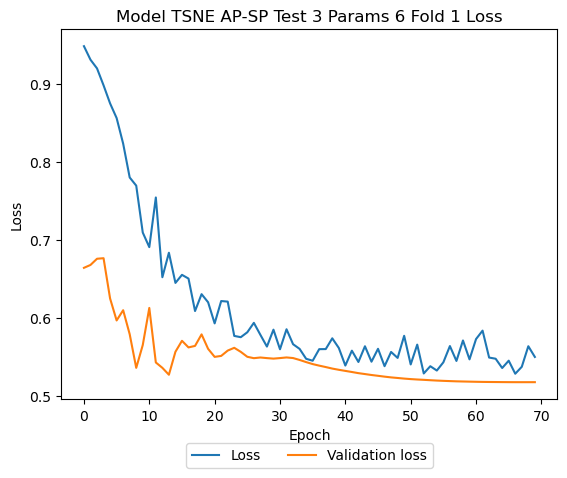 Model TSNE AP-SP Test 3 Params 6 Fold 1 Loss
0.9
0.8
0.7
0.6
0.5
Loss
0 10 20 30 40 50 60 70
Epoch
Loss Validation loss